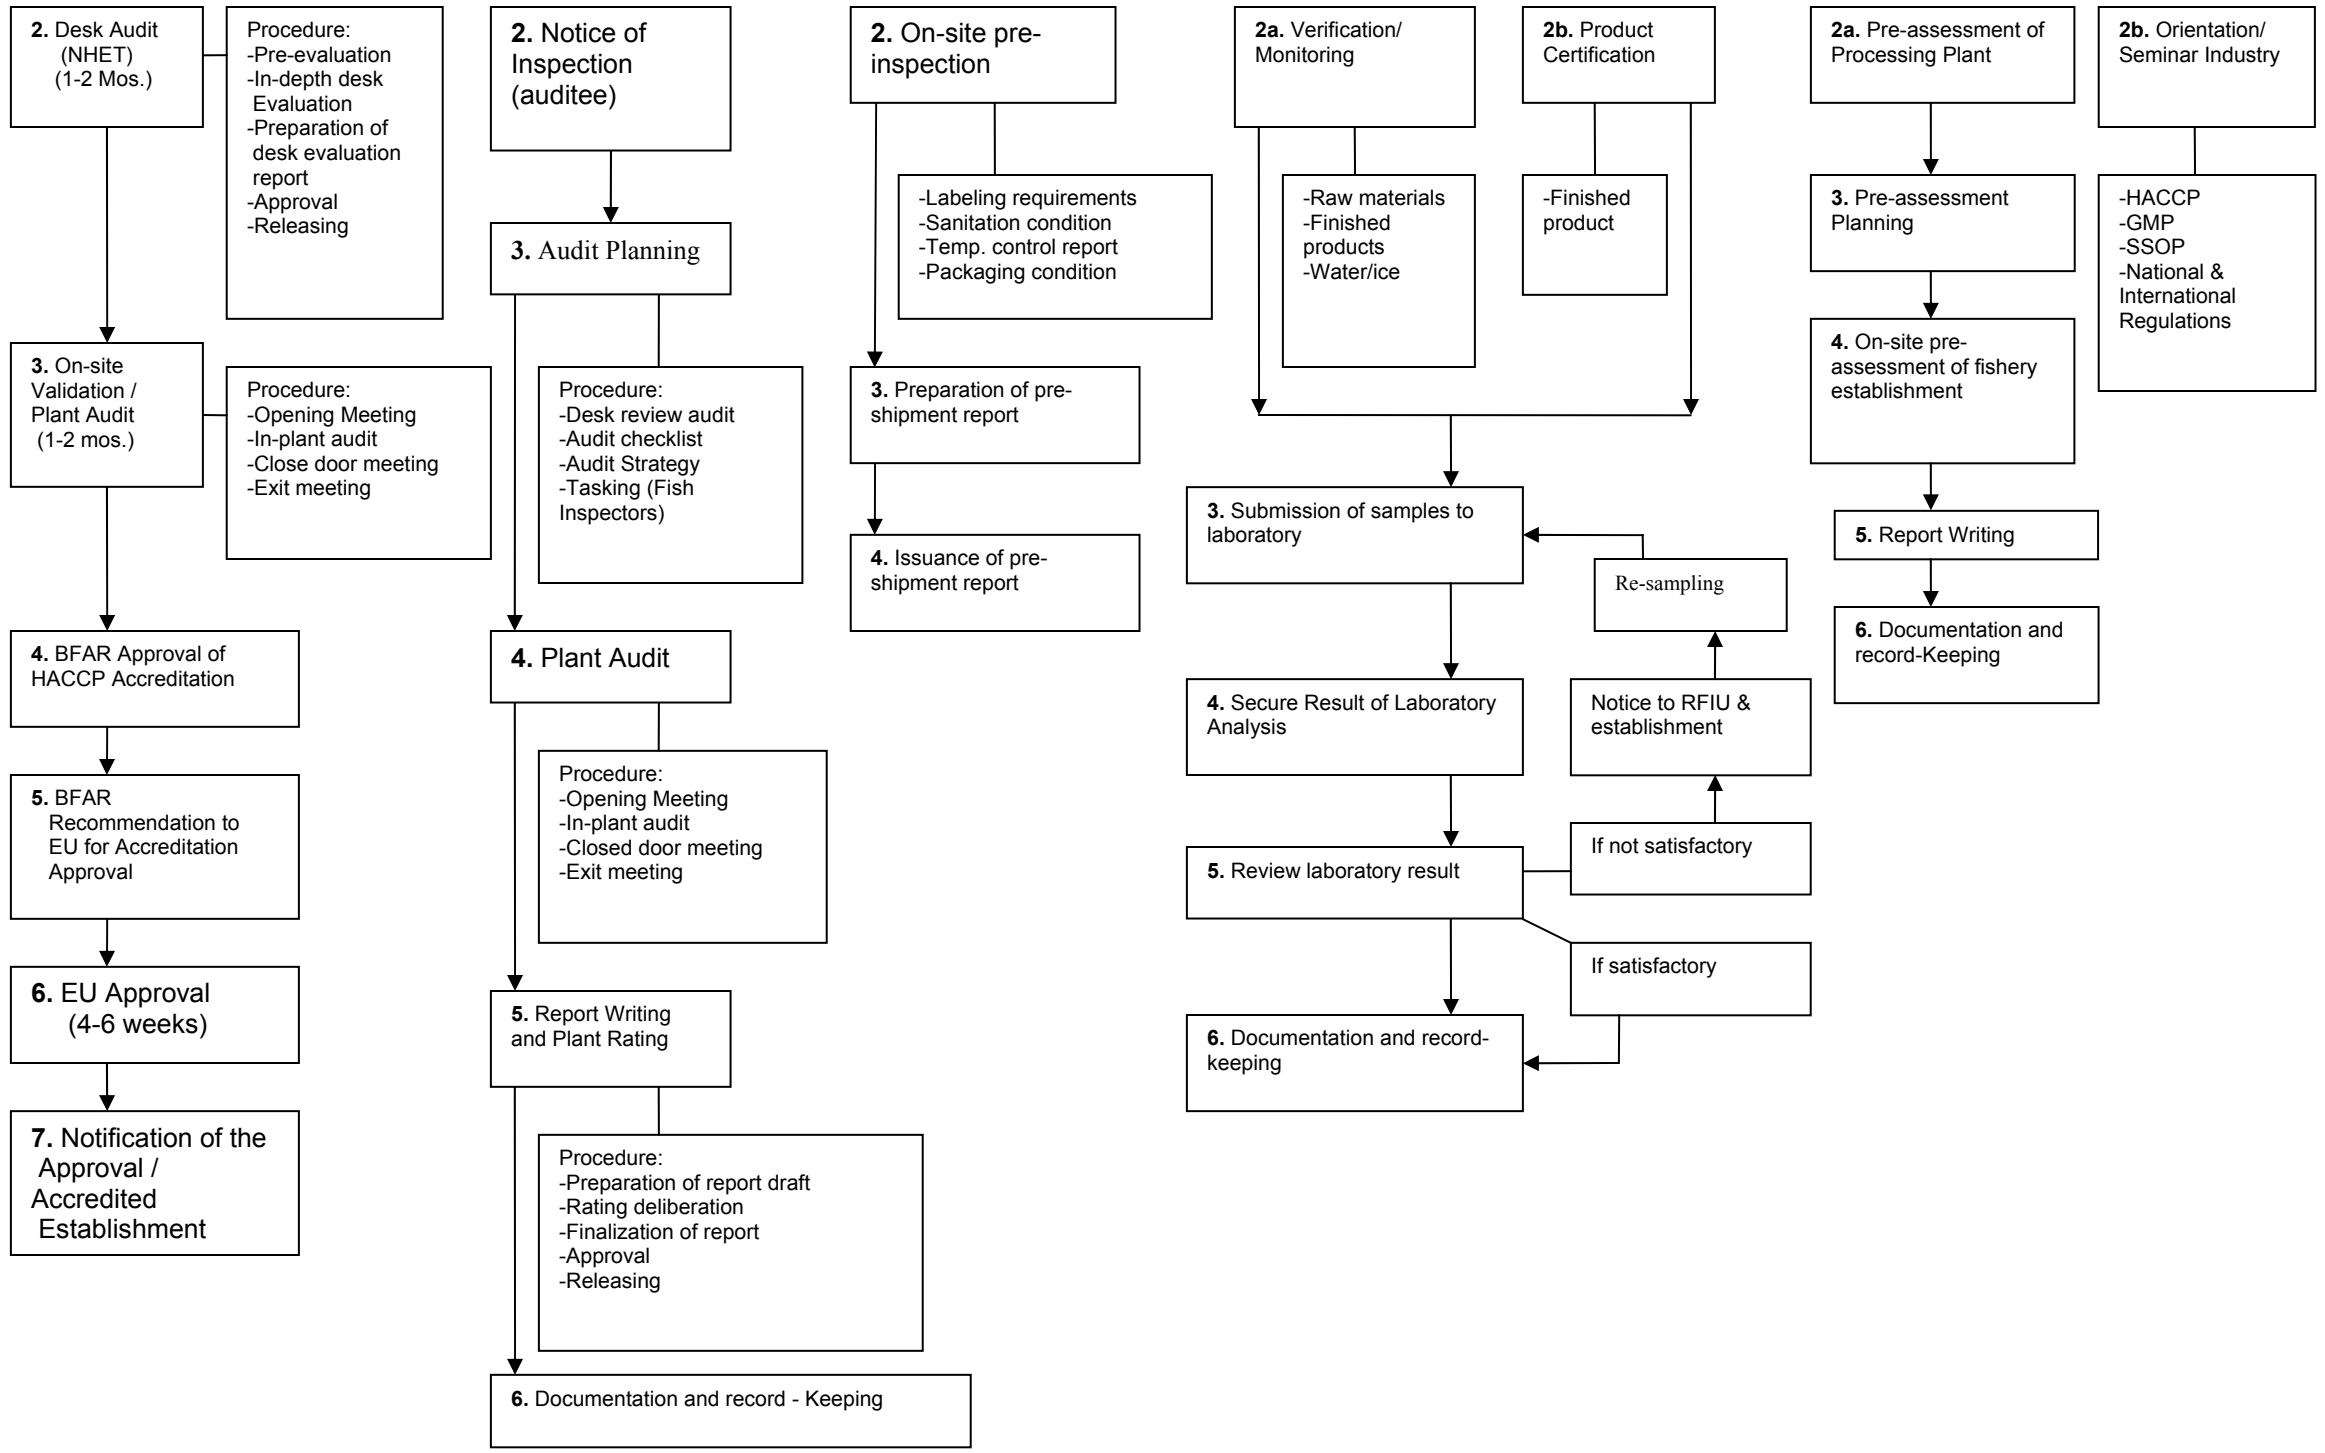 2. Desk Audit
(NHET)
(1-2 Mos.)
Procedure:
-Pre-evaluation
-In-depth desk
Evaluation
-Preparation of
desk evaluation
report
-Approval
-Releasing
3. On-site
Validation /
Plant Audit
(1-2 mos.)
Procedure:
-Opening Meeting
-In-plant audit
-Close door meeting
-Exit meeting
4. BFAR Approval of
HACCP Accreditation
5. BFAR
Recommendation to
EU for Accreditation
Approval
6. EU Approval
(4-6 weeks)
7. Notification of the
Approval /
Accredited
Establishment
2. Notice of
Inspection
(auditee)
3. Audit Planning
Procedure:
-Desk review audit
-Audit checklist
-Audit Strategy
-Tasking (Fish
Inspectors)
4. Plant Audit
Procedure:
-Opening Meeting
-In-plant audit
-Closed door meeting
-Exit meeting
5. Report Writing
and Plant Rating
Procedure:
-Preparation of report draft
-Rating deliberation
-Finalization of report
-Approval
-Releasing
6. Documentation and record - Keeping
2. On-site pre-
inspection
-Labeling requirements
-Sanitation condition
-Temp. control report
-Packaging condition
3. Preparation of pre-
shipment report
4. Issuance of pre-
shipment report
2a. Verification/
Monitoring
-Raw materials
-Finished
products
-Water/ice
2b. Product
Certification
-Finished
product
3. Submission of samples to
laboratory
Re-sampling
4. Secure Result of Laboratory
Analysis
Notice to RFIU &
establishment
5. Review laboratory result
If not satisfactory
If satisfactory
6. Documentation and record-
keeping
2a. Pre-assessment of
Processing Plant
3. Pre-assessment
Planning
4. On-site pre-
assessment of fishery
establishment
5. Report Writing
6. Documentation and
record-Keeping
2b. Orientation/
Seminar Industry
-HACCP
-GMP
-SSOP
-National &
International
Regulations